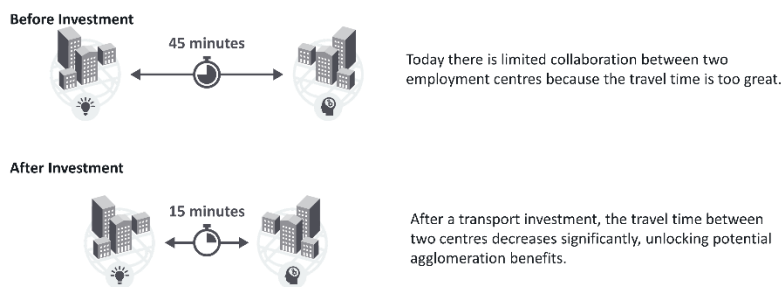 Before Investment
45 minutes
Today there is limited collaboration between two
employment centres because the travel time is too great.
After Investment
15 minutes
After a transport investment, the travel time between
two centres decreases significantly, unlocking potential
agglomeration benefits.